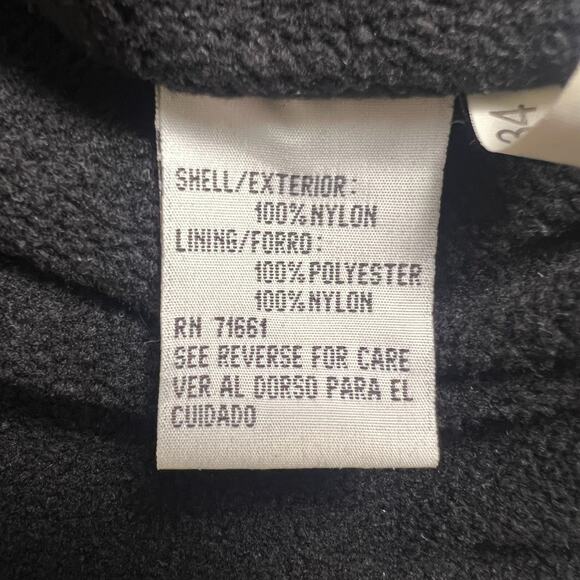 SHELL/EXTERIOR:
100% NYLON
LINING/FORRO:
100% POLYESTER
100% NYLON
RN 71661
SEE REVERSE FOR CARE
VER AL DORSO PARA EL
CUIDADO
34